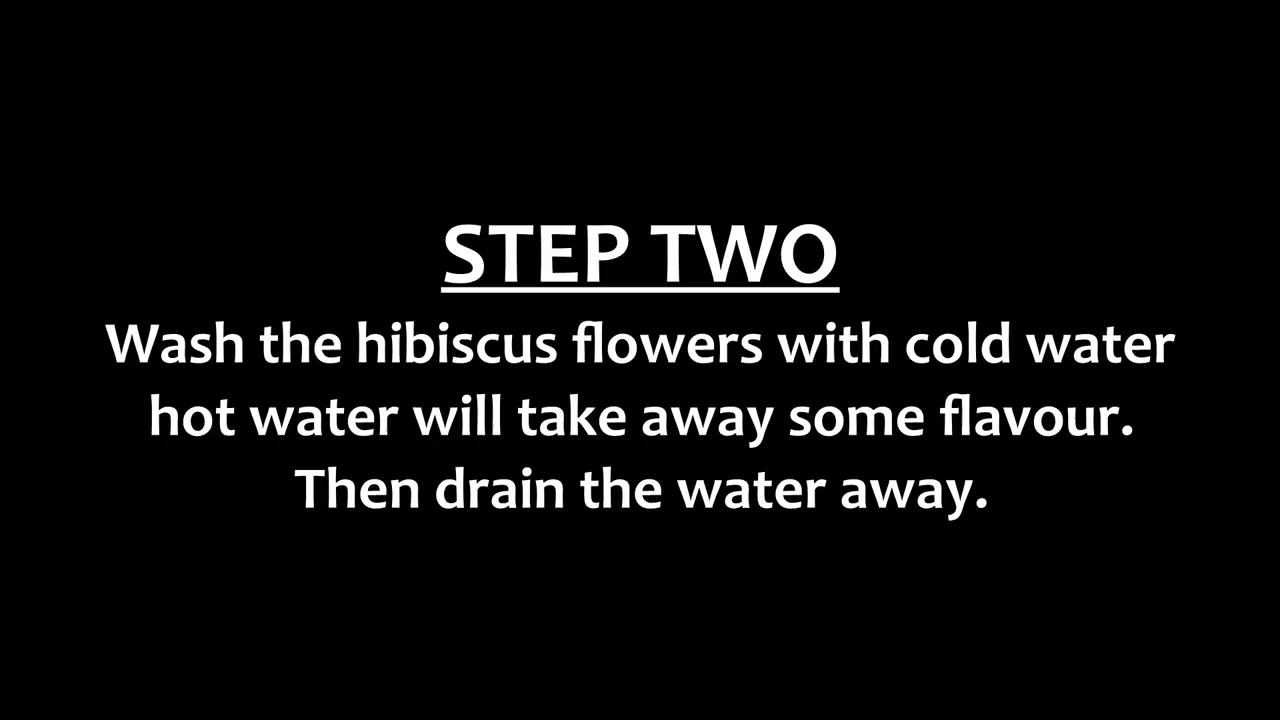 STEP TWO
Wash the hibiscus flowers with cold water
hot water will take away some flavour.
Then drain the water away.